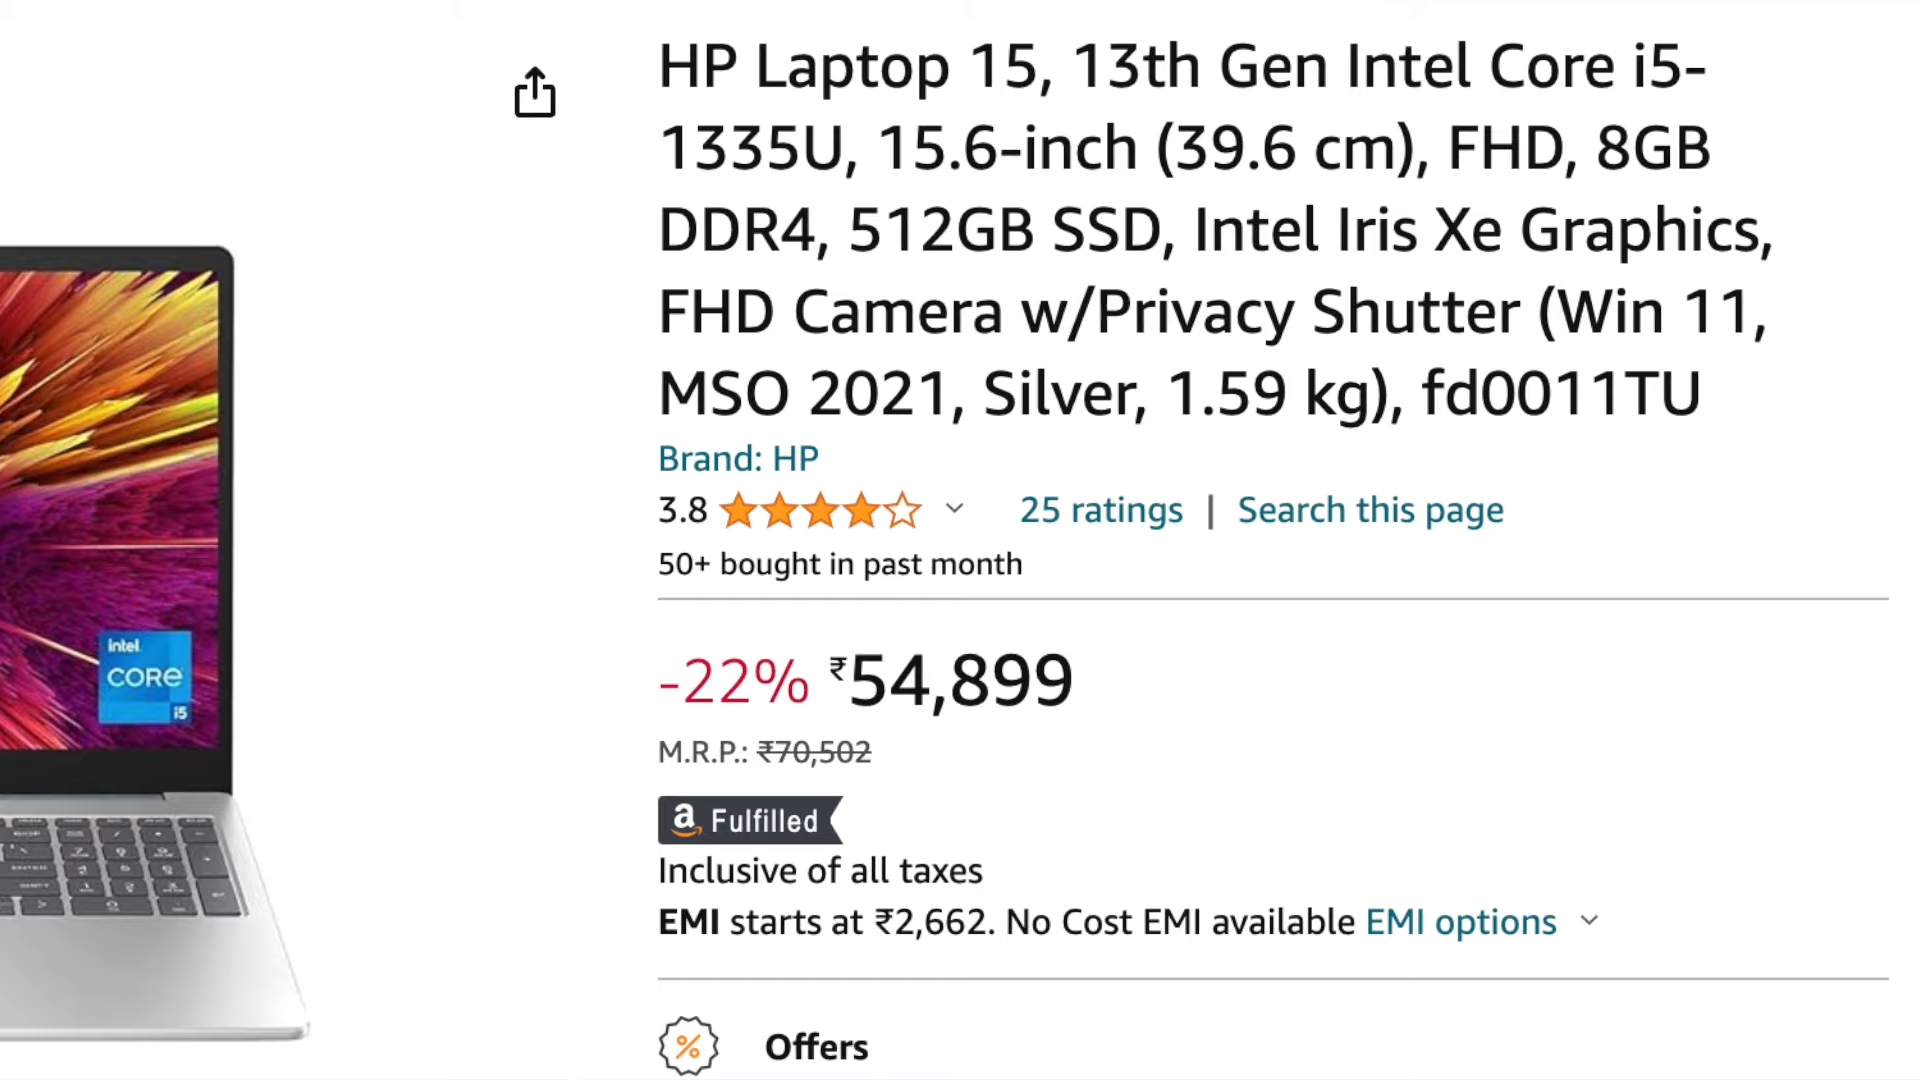 HP Laptop 15, 13th Gen Intel Core i5-
1335U, 15.6-inch (39.6 cm), FHD, 8GB
DDR4, 512GB SSD, Intel Iris Xe Graphics,
FHD Camera w/Privacy Shutter (Win 11,
MSO 2021, Silver, 1.59 kg), fd0011TU
Brand: HP
3.8 25 ratings | Search this page
50+ bought in past month
intel
CORE
i5
-22% ₹54,899
M.R.P.: ₹70,502
a Fulfilled
Inclusive of all taxes
EMI starts at ₹2,662. No Cost EMI available EMI options
% Offers